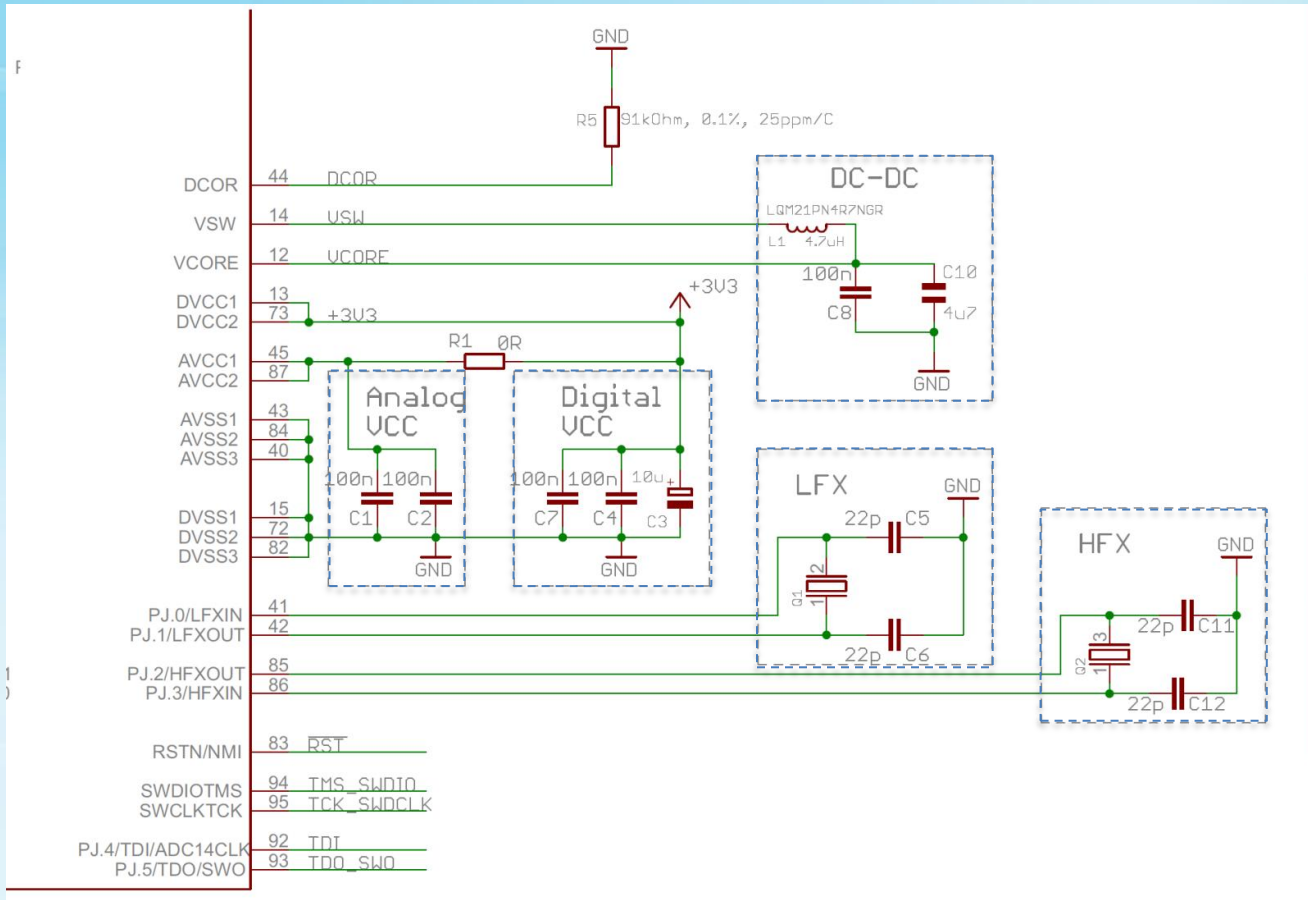 GND
F
R5 91kOhm, 0.1%, 25ppm/C
DC-DC
DCOR 44 DCOR
LQM21PN4R7NGR
VSW 14 VSW
L1 4.7uH
VCORE 12 VCORE
100n C10
+3V3
DVCC1 13
C8 4u7
DVCC2 73 +3V3
R1 0R
AVCC1 45
AVCC2 87
GND
Analog
VCC
Digital
VCC
AVSS1 43
AVSS2 84
AVSS3 40
100n 100n
100n 100n 10u +
LFX
GND
DVSS1 15
C1 C2
C7 C4 C3
22p C5
DVSS2 72
HFX
GND
DVSS3 82
GND
GND
2
Q1
1
PJ.0/LFXIN 41
PJ.1/LFXOUT 42
22p C6
22p C11
3
Q2
1
PJ.2/HFXOUT 85
PJ.3/HFXIN 86
22p C12
RSTN/NMI 83 RST
SWDIOTMS 94 TMS_SWDIO
SWCLKTCK 95 TCK_SWDCLK
PJ.4/TDI/ADC14CLK 92 TDI
PJ.5/TDO/SWO 93 TDO_SWO